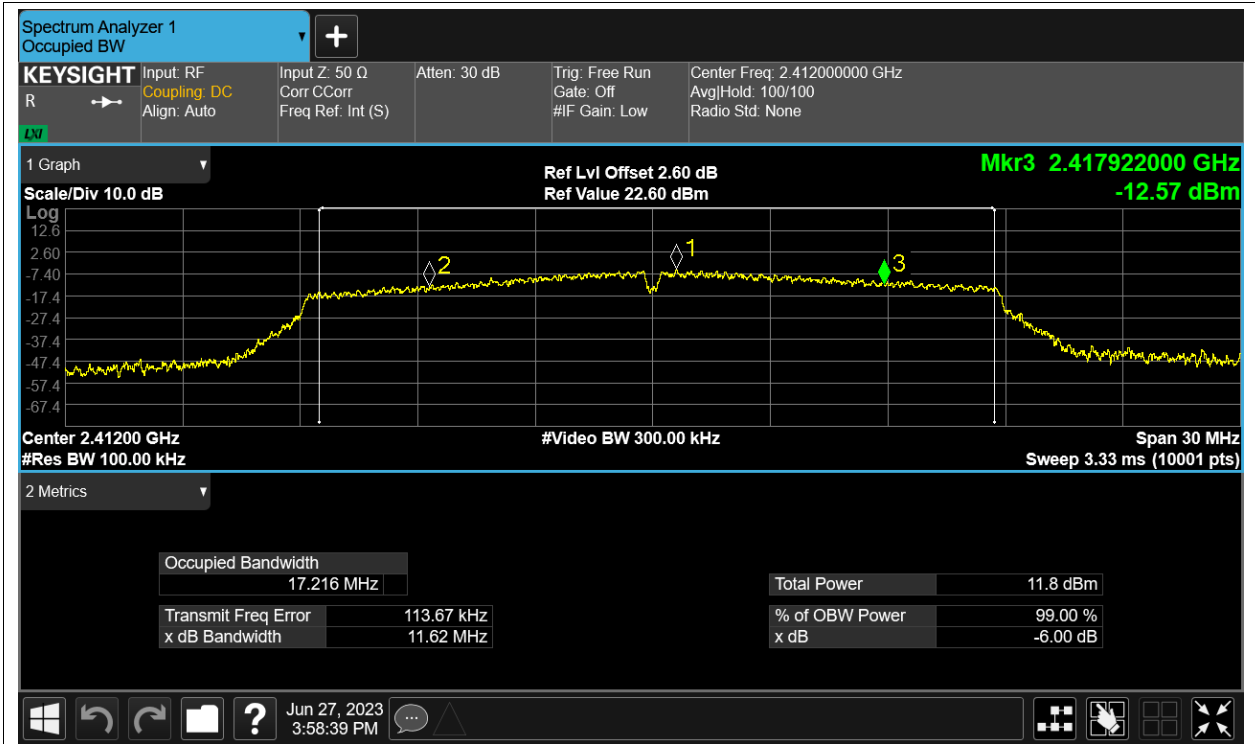 Spectrum Analyzer 1
Occupied BW
KEYSIGHT
R
LXI
Input: RF
Coupling: DC
Align: Auto
Input Z: 50 Ω
Corr CCorr
Freq Ref: Int (S)
Atten: 30 dB
Trig: Free Run
Gate: Off
#IF Gain: Low
Center Freq: 2.412000000 GHz
Avg|Hold: 100/100
Radio Std: None
1 Graph
Scale/Div 10.0 dB
Ref Lvl Offset 2.60 dB
Ref Value 22.60 dBm
Mkr3 2.417922000 GHz
-12.57 dBm
Log
12.6
2.60
-7.40
-17.4
-27.4
-37.4
-47.4
-57.4
-67.4
2
1
3
Center 2.41200 GHz
#Res BW 100.00 kHz
#Video BW 300.00 kHz
Span 30 MHz
Sweep 3.33 ms (10001 pts)
2 Metrics
Occupied Bandwidth
17.216 MHz
Transmit Freq Error 113.67 kHz
x dB Bandwidth 11.62 MHz
Total Power 11.8 dBm
% of OBW Power 99.00 %
x dB -6.00 dB
?
Jun 27, 2023
3:58:39 PM